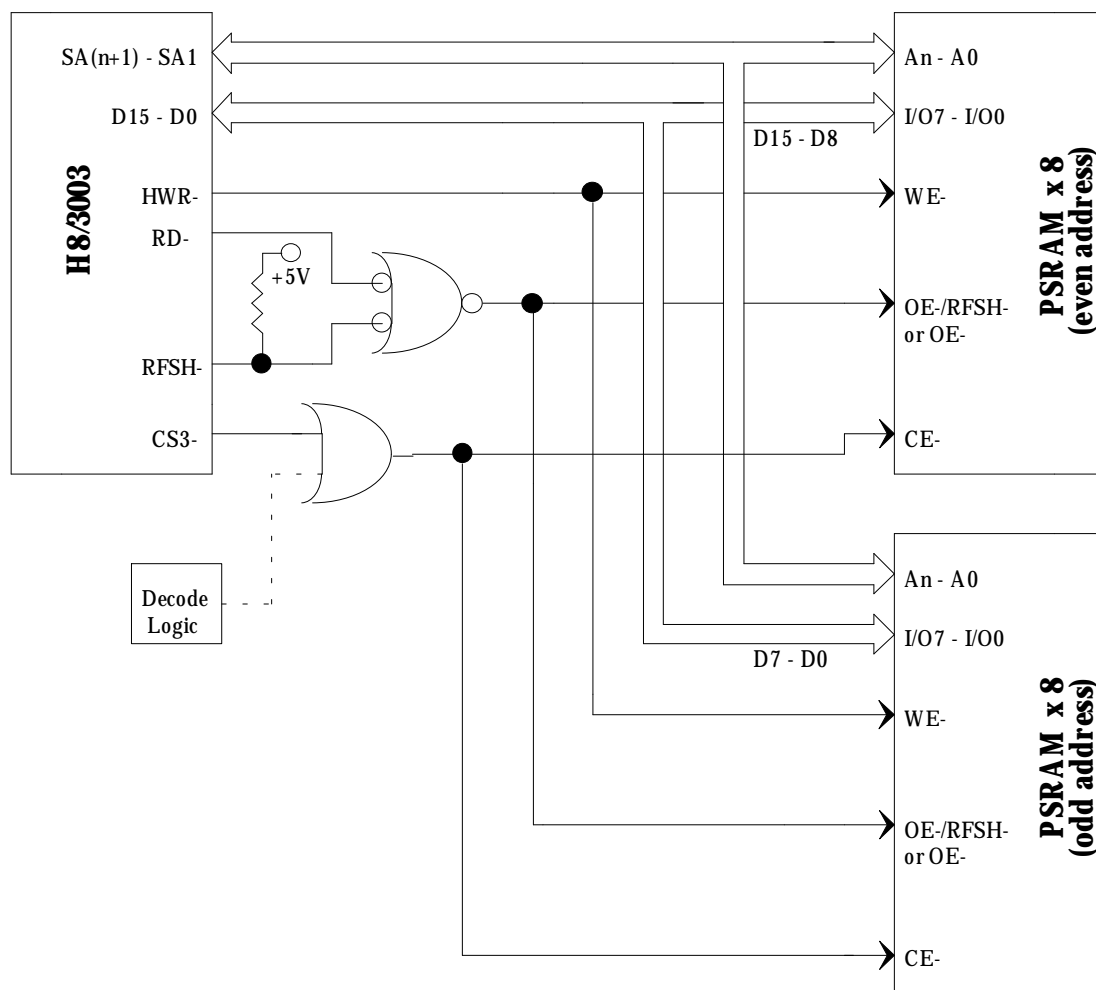 H8/3003
SA(n+1) - SA1
D15 - D0
HWR-
RD-
+5V
RFSH-
CS3-
Decode
Logic
D15 - D8
An - A0
I/O7 - I/O0
WE-
OE-/RFSH-
or OE-
CE-
PSRAM x 8
(even address)
D7 - D0
An - A0
I/O7 - I/O0
WE-
OE-/RFSH-
or OE-
CE-
PSRAM x 8
(odd address)